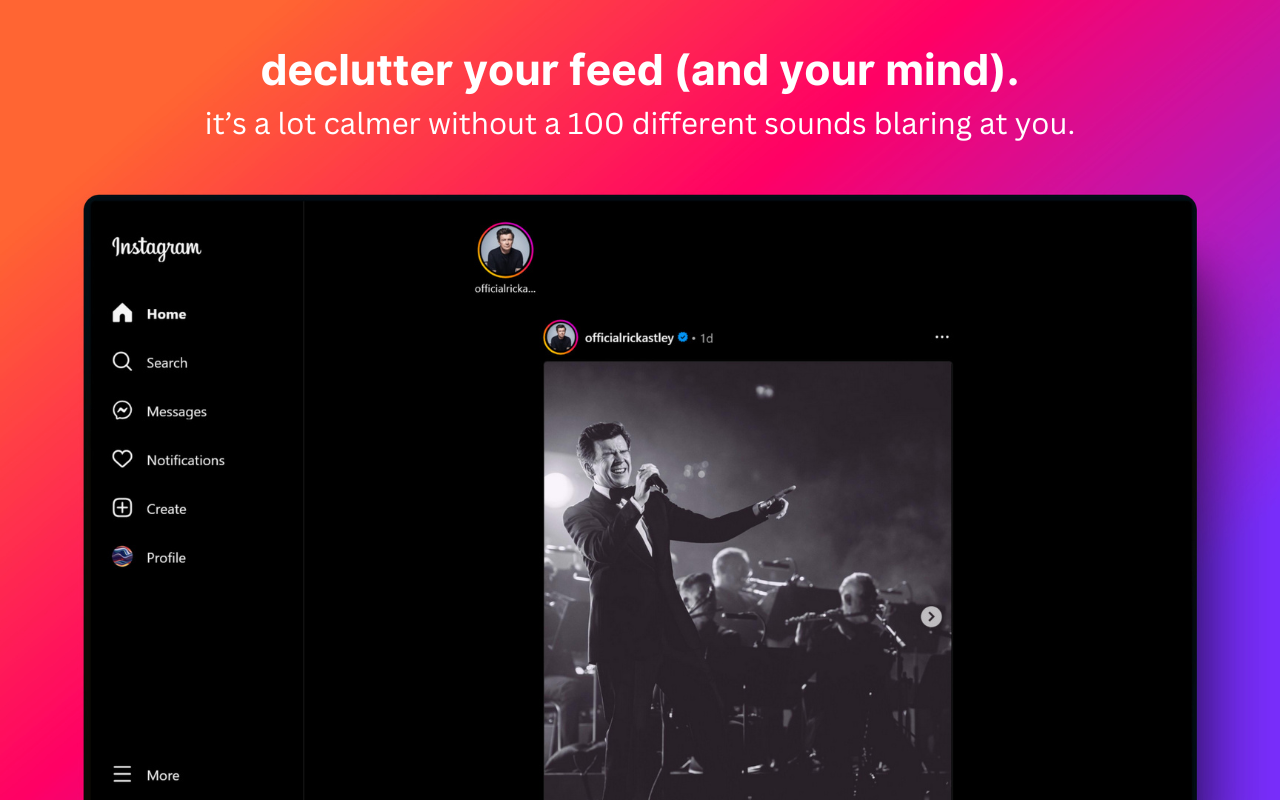 declutter your feed (and your mind).
it’s a lot calmer without a 100 different sounds blaring at you.
Instagram
officialricka...
Home
officialrickastley • 1d
Search
Messages
Notifications
Create
Profile
More